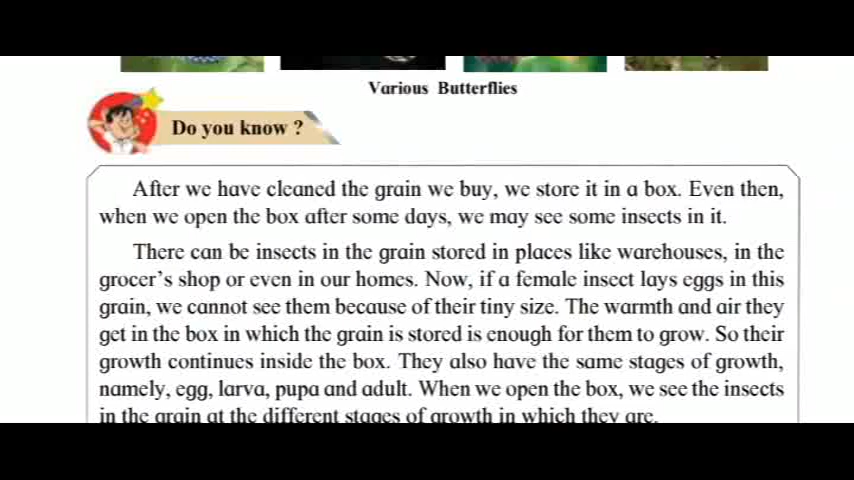 Various Butterflies
Do you know ?
After we have cleaned the grain we buy, we store it in a box. Even then,
when we open the box after some days, we may see some insects in it.
There can be insects in the grain stored in places like warehouses, in the
grocer's shop or even in our homes. Now, if a female insect lays eggs in this
grain, we cannot see them because of their tiny size. The warmth and air they
get in the box in which the grain is stored is enough for them to grow. So their
growth continues inside the box. They also have the same stages of growth,
namely, egg, larva, pupa and adult. When we open the box, we see the insects
in the grain at the different stages of growth in which they are.